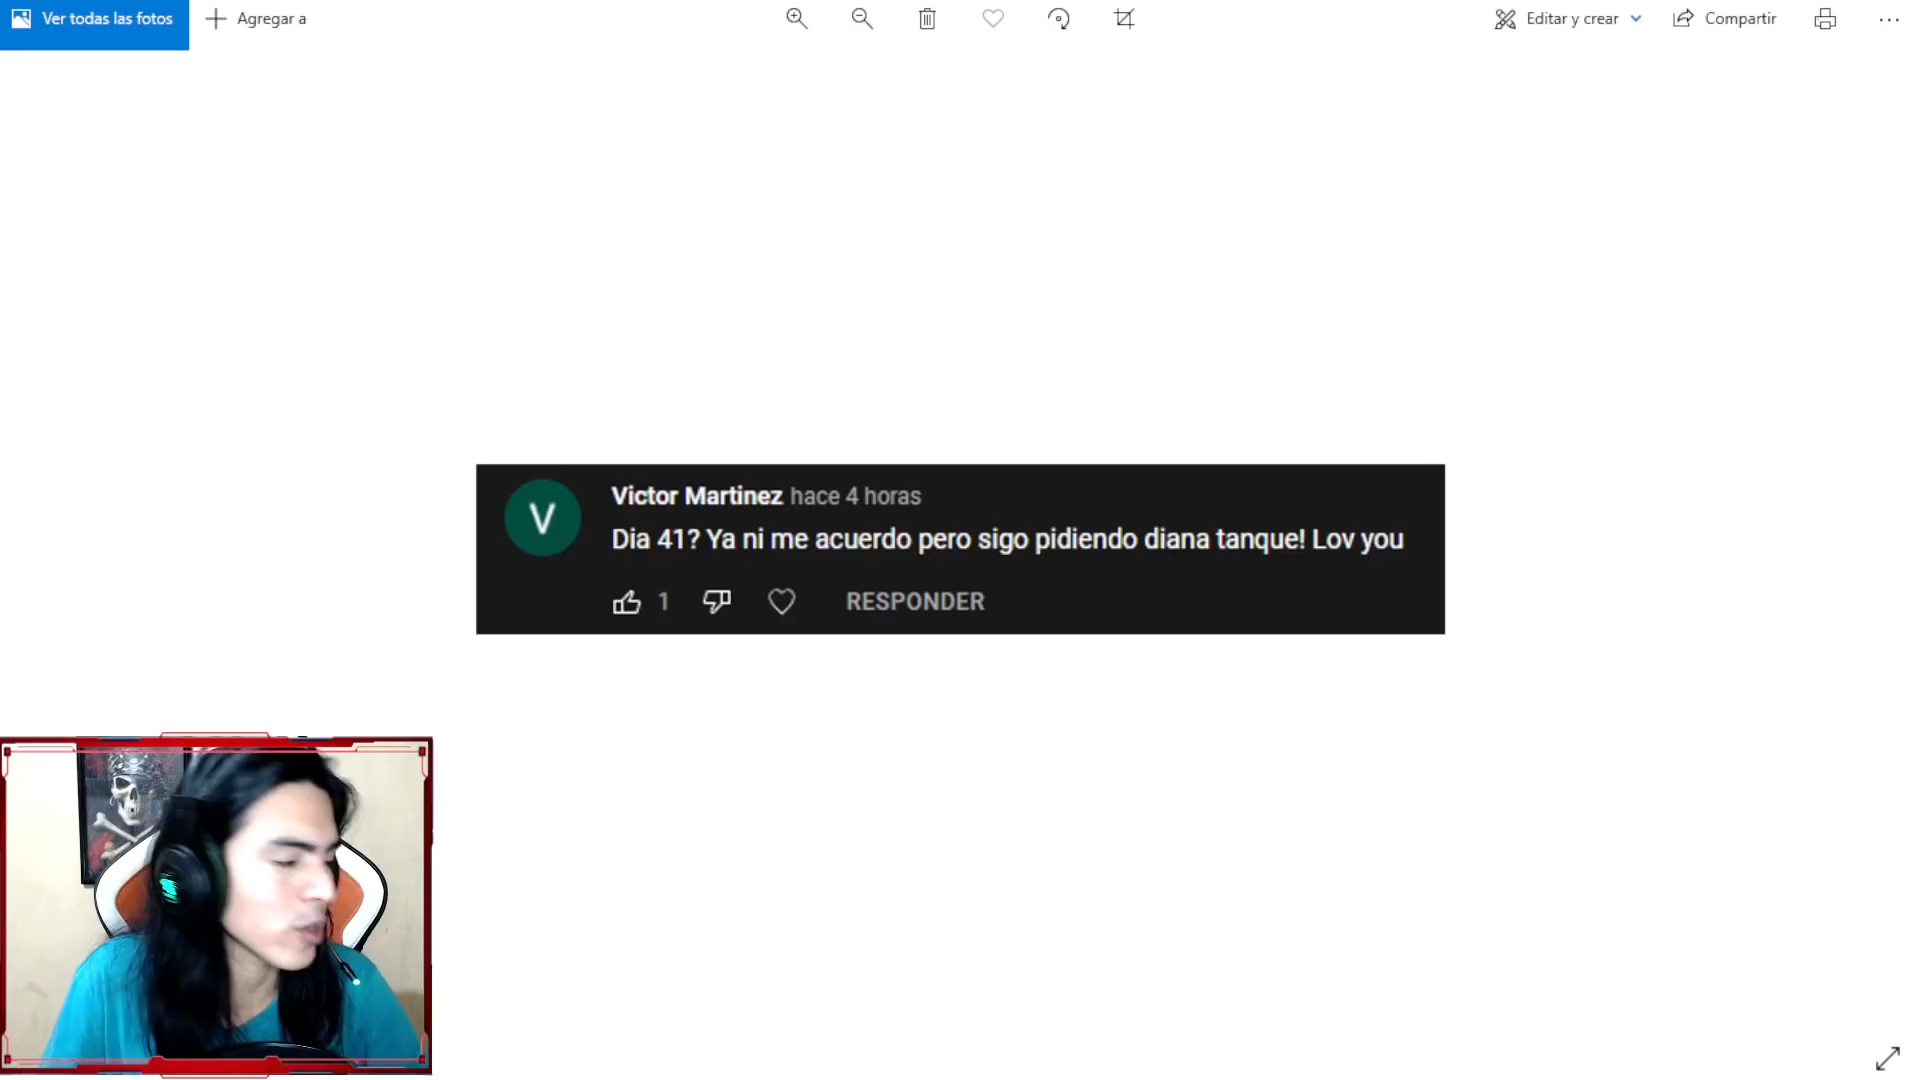 Ver todas las fotos
Agregar a
Editar y crear
Compartir
V
Victor Martinez hace 4 horas
Dia 41? Ya ni me acuerdo pero sigo pidiendo diana tanque! Lov you
1
RESPONDER